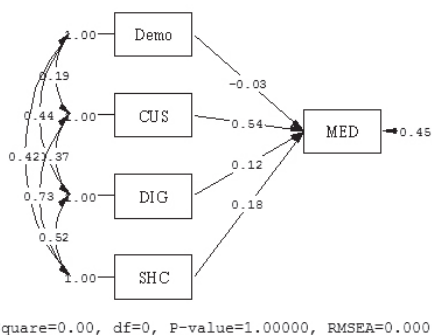 1.00 Demo
0.19
-0.03
0.44 1.00 CUS 0.54 MED 0.45
0.42 0.37 0.12
0.73 1.00 DIG 0.18
0.52
1.00 SHC
quare=0.00, df=0, P-value=1.00000, RMSEA=0.000